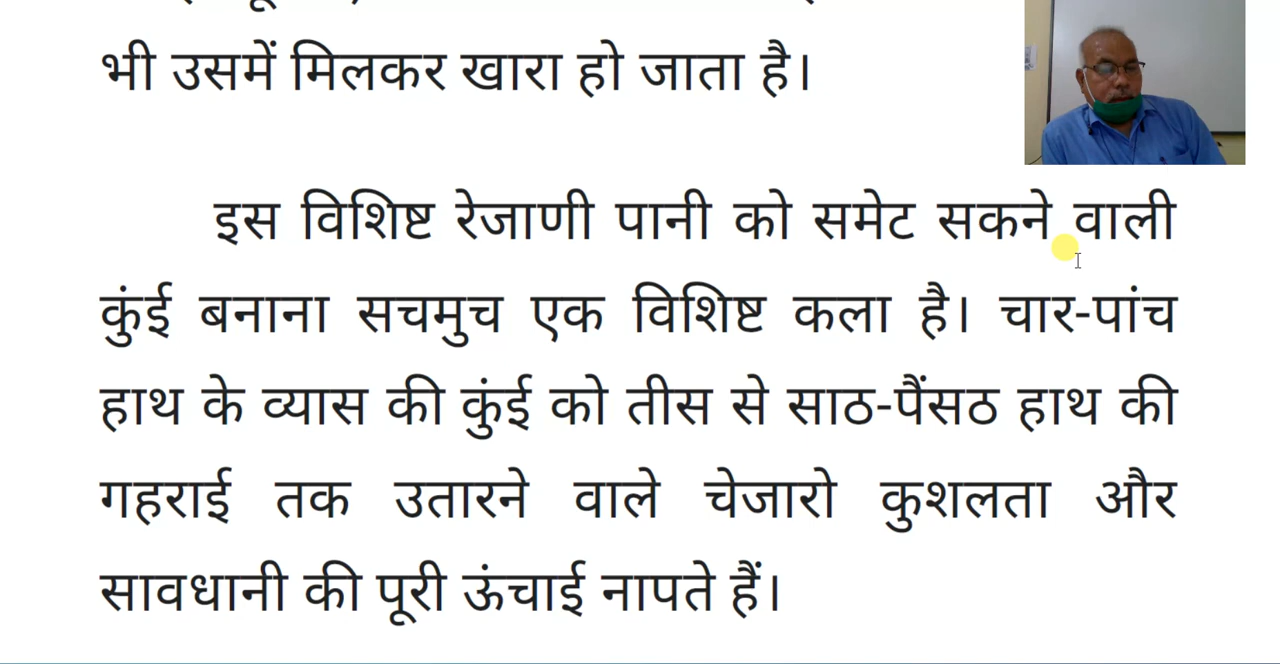 भी उसमें मिलकर खारा हो जाता है।
इस विशिष्ट रेजाणी पानी को समेट सकने वाली
कुंई बनाना सचमुच एक विशिष्ट कला है। चार-पांच
हाथ के व्यास की कुंई को तीस से साठ-पैंसठ हाथ की
गहराई तक उतारने वाले चेजारो कुशलता और
सावधानी की पूरी ऊंचाई नापते हैं।